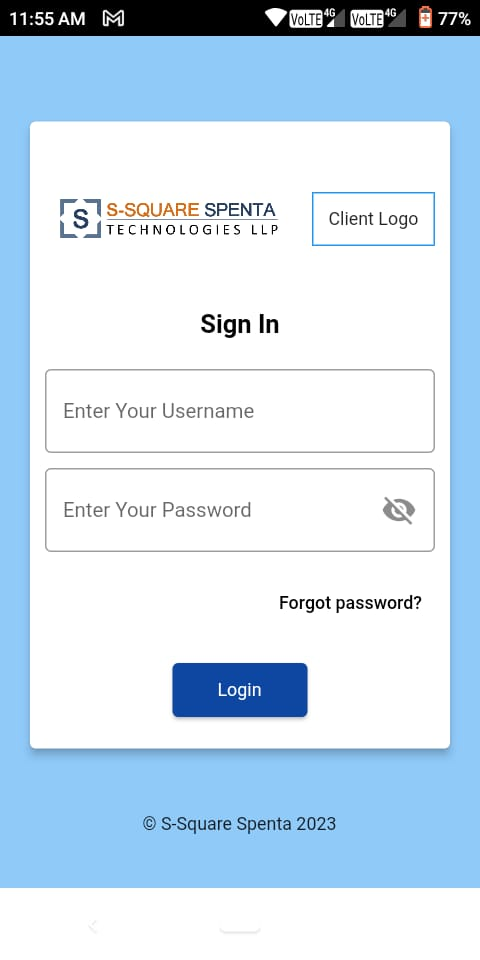 11:55 AM VoLTE 4G VoLTE 4G 77%
S S-SQUARE SPENTA
TECHNOLOGIES LLP
Client Logo
Sign In
Enter Your Username
Enter Your Password
Forgot password?
Login
© S-Square Spenta 2023